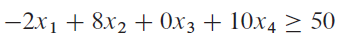 −2x₁ + 8x₂ + 0x₃ + 10x₄ ≥ 50